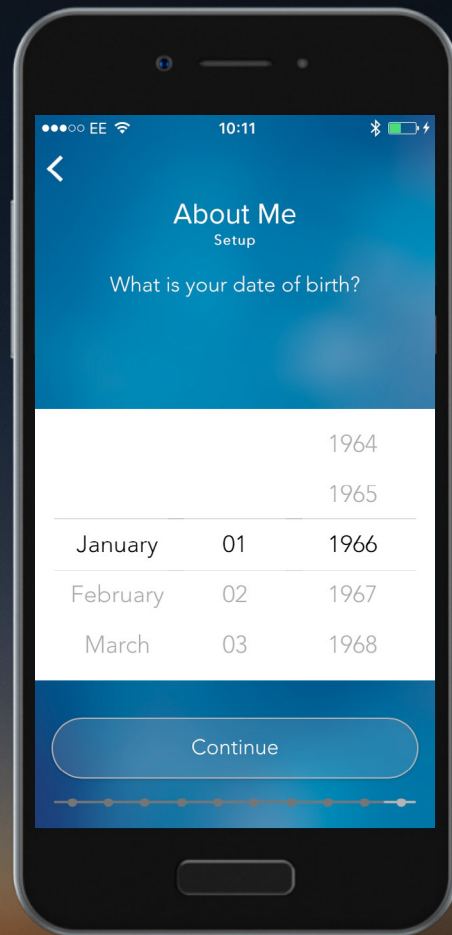 EE 10:11
About Me
Setup
What is your date of birth?
1964
1965
January 01 1966
February 02 1967
March 03 1968
Continue